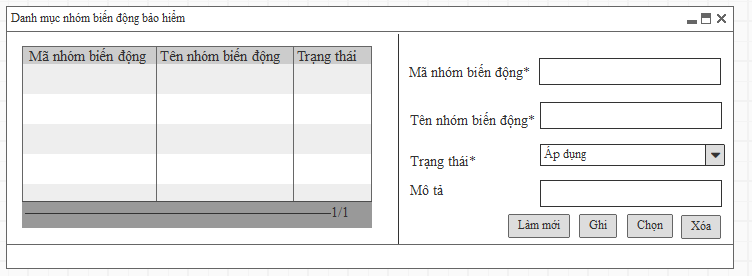 Danh mục nhóm biến động bảo hiểm
Mã nhóm biến động Tên nhóm biến động Trạng thái
1/1
Mã nhóm biến động*
Tên nhóm biến động*
Trạng thái* Áp dụng
Mô tả
Làm mới Ghi Chọn Xóa